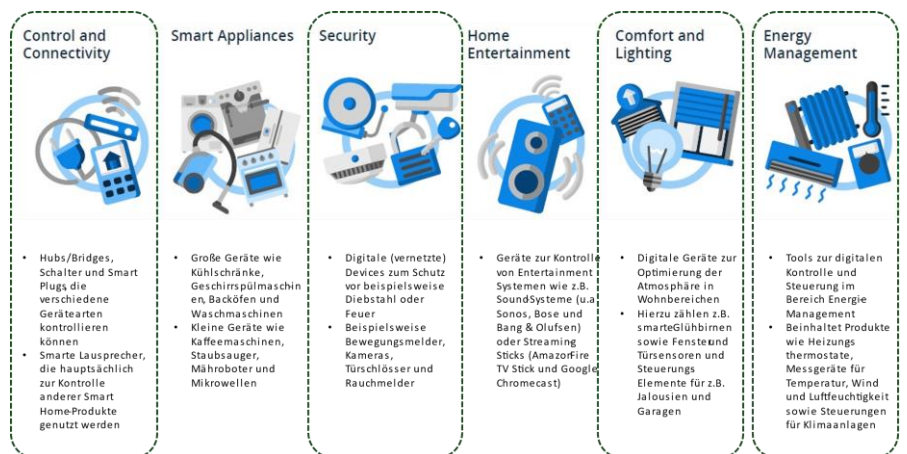 Control and
Connectivity
• Hubs/Bridges,
Schalter und Smart
Plugs, die
verschiedene
Gerätearten
kontrollieren
können
• Smarte Lausprecher,
die hauptsächlich
zur Kontrolle
anderer Smart
Home-Produkte
genutzt werden
Smart Appliances
• Große Geräte wie
Kühlschränke,
Geschirrspülmaschin
en, Backöfen und
Waschmaschinen
• Kleine Geräte wie
Kaffeemaschinen,
Staubsauger,
Mähroboter und
Mikrowellen
Security
• Digitale (vernetzte)
Devices zum Schutz
vor beispielsweise
Diebstahl oder
Feuer
• Beispielsweise
Bewegungsmelder,
Kameras,
Türschlösser und
Rauchmelder
Home
Entertainment
• Geräte zur Kontrolle
von Entertainment
Systemen wie z.B.
Sound-Systeme (u.a.
Sonos, Bose und
Bang & Olufsen)
oder Streaming
Sticks (Amazon Fire
TV Stick und Google
Chromecast)
Comfort and
Lighting
• Digitale Geräte zur
Optimierung der
Atmosphäre in
Wohnbereichen
• Hierzu zählen z.B.
smarte Glühbirnen
sowie Fenster und
Türsensoren und
Steuerungs
Elemente für z.B.
Jalousien und
Garagen
Energy
Management
• Tools zur digitalen
Kontrolle und
Steuerung im
Bereich Energie-
Management
• Beinhaltet Produkte
wie Heizungs
thermostate,
Messgeräte für
Temperatur, Wind
und Luftfeuchtigkeit
sowie Steuerungen
für Klimaanlagen